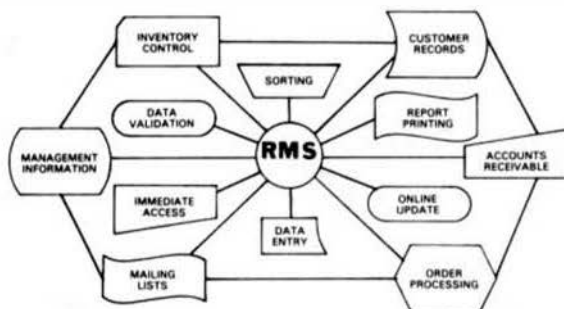 INVENTORY
CONTROL
CUSTOMER
RECORDS
SORTING
DATA
VALIDATION
REPORT
PRINTING
RMS
MANAGEMENT
INFORMATION
ACCOUNTS
RECEIVABLE
IMMEDIATE
ACCESS
ONLINE
UPDATE
DATA
ENTRY
MAILING
LISTS
ORDER
PROCESSING